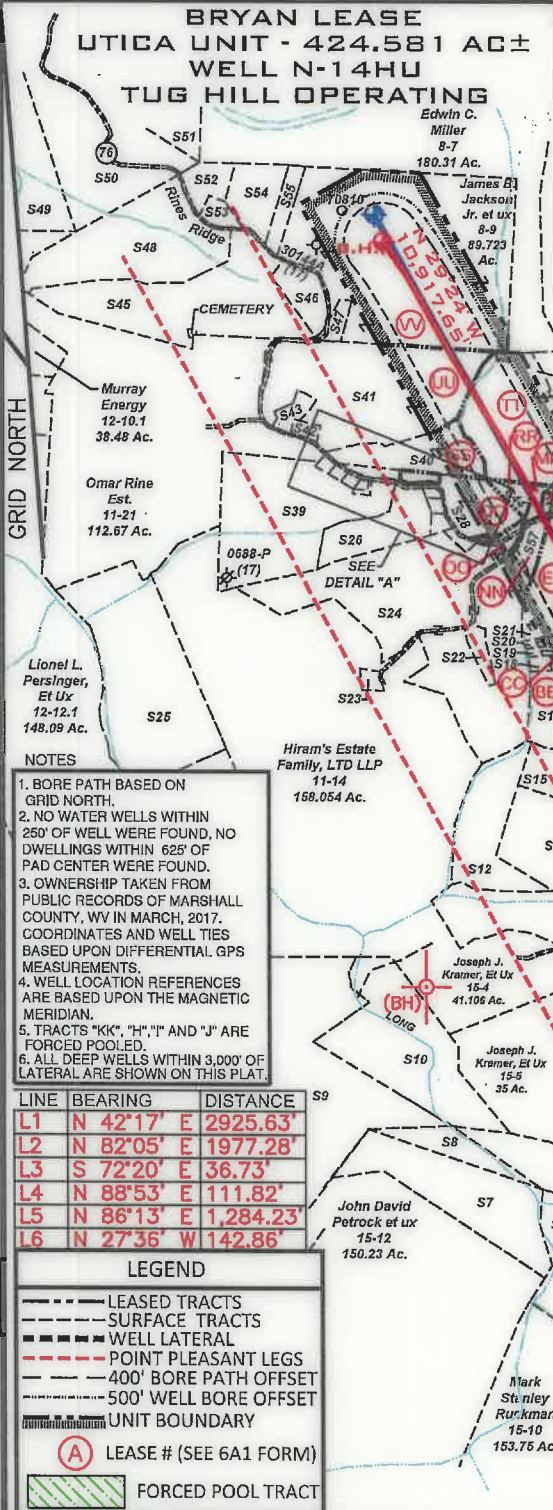 BRYAN LEASE
UTICA UNIT - 424.581 AC±
WELL N-14HU
TUG HILL OPERATING
Edwin C.
Miller
8-7
180.31 Ac.
S51
76
S50
S52
S54
S55
S53
Rines
Ridge
S49
S48
301
James B.
Jackson
Jr. et ux
8-9
89.723
Ac.
N 29°24' W
10,917.65'
S45
CEMETERY
S46
S47
VV
UU
TT
RR
GRID NORTH
Murray
Energy
12-10.1
38.48 Ac.
S41
S43
S40
SS
Omar Rine
Est.
11-21
112.67 Ac.
S39
S28
S57
S26
SEE
DETAIL "A"
0688-P
(17)
NN
S24
S21
S20
S19
S18
S22
CC
S23
Lionel L.
Persinger,
Et Ux
12-12.1
148.09 Ac.
S25
Hiram's Estate
Family, LTD LLP
11-14
158.054 Ac.
S15
S12
NOTES
1. BORE PATH BASED ON
GRID NORTH.
2. NO WATER WELLS WITHIN
250' OF WELL WERE FOUND, NO
DWELLINGS WITHIN 625' OF
PAD CENTER WERE FOUND.
3. OWNERSHIP TAKEN FROM
PUBLIC RECORDS OF MARSHALL
COUNTY, WV IN MARCH, 2017.
COORDINATES AND WELL TIES
BASED UPON DIFFERENTIAL GPS
MEASUREMENTS.
4. WELL LOCATION REFERENCES
ARE BASED UPON THE MAGNETIC
MERIDIAN.
5. TRACTS "KK", "H","I" AND "J" ARE
FORCED POOLED.
6. ALL DEEP WELLS WITHIN 3,000' OF
LATERAL ARE SHOWN ON THIS PLAT.
(BH)
LONG
Joseph J.
Kramer, Et Ux
15-4
41.106 Ac.
S10
Joseph J.
Kramer, Et Ux
15-5
35 Ac.
S9
S8
S7
John David
Petrock et ux
15-12
150.23 Ac.
LINE BEARING DISTANCE
L1 N 42°17' E 2925.63'
L2 N 82°05' E 1977.28'
L3 S 72°20' E 36.73'
L4 N 88°53' E 111.82'
L5 N 86°13' E 1,284.23'
L6 N 27°36' W 142.86'
LEGEND
LEASED TRACTS
SURFACE TRACTS
WELL LATERAL
POINT PLEASANT LEGS
400' BORE PATH OFFSET
500' WELL BORE OFFSET
UNIT BOUNDARY
A LEASE # (SEE 6A1 FORM)
FORCED POOL TRACT
Mark
Stanley
Ruckman
15-10
153.75 Ac